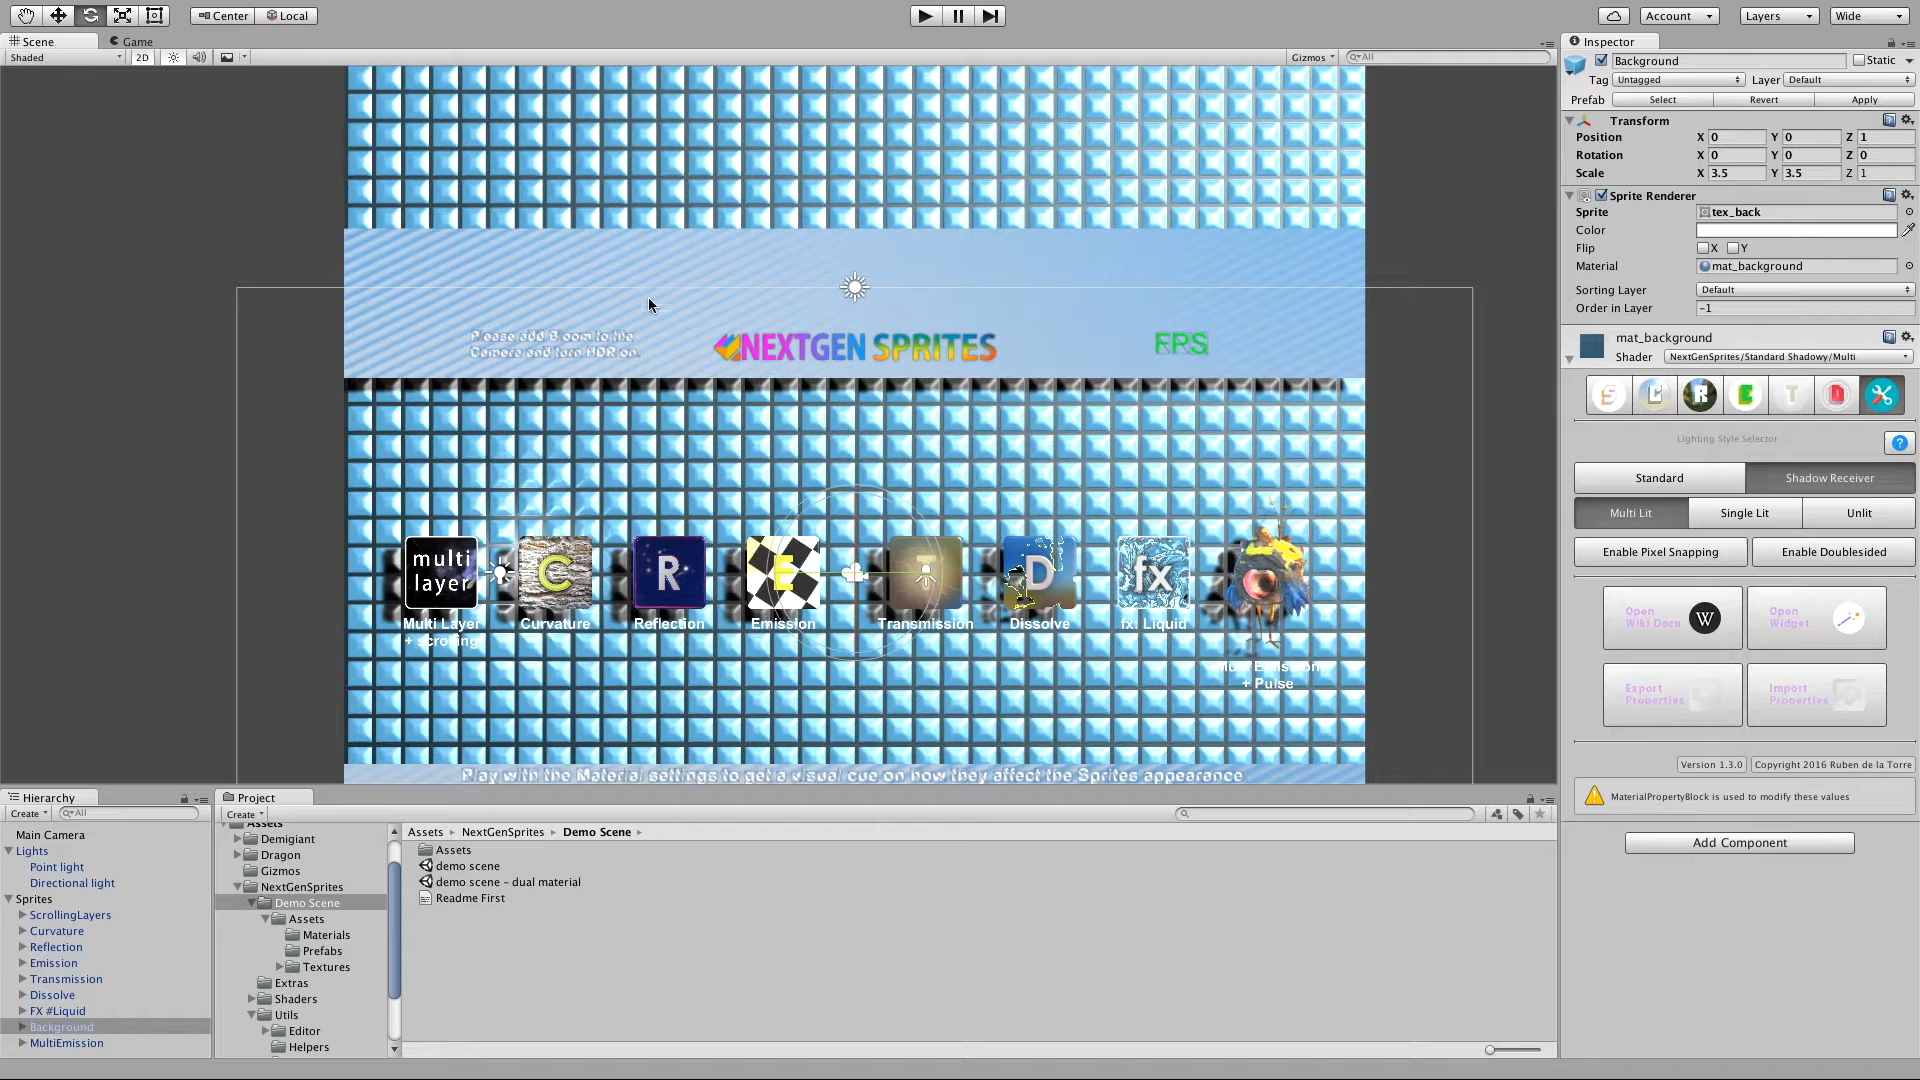 Center
Local
Account
Layers
Wide
Scene
Game
Shaded
2D
Gizmos
All
Please add Bloom to the
Camera and turn HDR on.
NEXTGEN SPRITES
FPS
multi
layer
C
R
E
T
D
fx
Multi Layer
+ scrolling
Curvature
Reflection
Emission
Transmission
Dissolve
fx: Liquid
Multi Emission
+ Pulse
Play with the Material settings to get a visual cue on how they affect the Sprites appearance
Inspector
Background
Static
Tag Untagged
Layer Default
Prefab Select Revert Apply
Transform
Position X 0 Y 0 Z 1
Rotation X 0 Y 0 Z 0
Scale X 3.5 Y 3.5 Z 1
Sprite Renderer
Sprite tex_back
Color
Flip X Y
Material mat_background
Sorting Layer Default
Order in Layer -1
mat_background
Shader NextGenSprites/Standard Shadowy/Multi
S C R E T D
Lighting Style Selector
?
Standard
Shadow Receiver
Multi Lit
Single Lit
Unlit
Enable Pixel Snapping
Enable Doublesided
Open
Wiki Docu
W
Open
Widget
Export
Properties
Import
Properties
Version 1.3.0
Copyright 2016 Ruben de la Torre
MaterialPropertyBlock is used to modify these values
Add Component
Hierarchy
Create
All
Main Camera
Lights
Point light
Directional light
Sprites
ScrollingLayers
Curvature
Reflection
Emission
Transmission
Dissolve
FX #Liquid
Background
MultiEmission
Project
Create
Assets
Demigiant
Dragon
Gizmos
NextGenSprites
Demo Scene
Assets
Materials
Prefabs
Textures
Extras
Shaders
Utils
Editor
Helpers
Assets NextGenSprites Demo Scene
Assets
demo scene
demo scene - dual material
Readme First